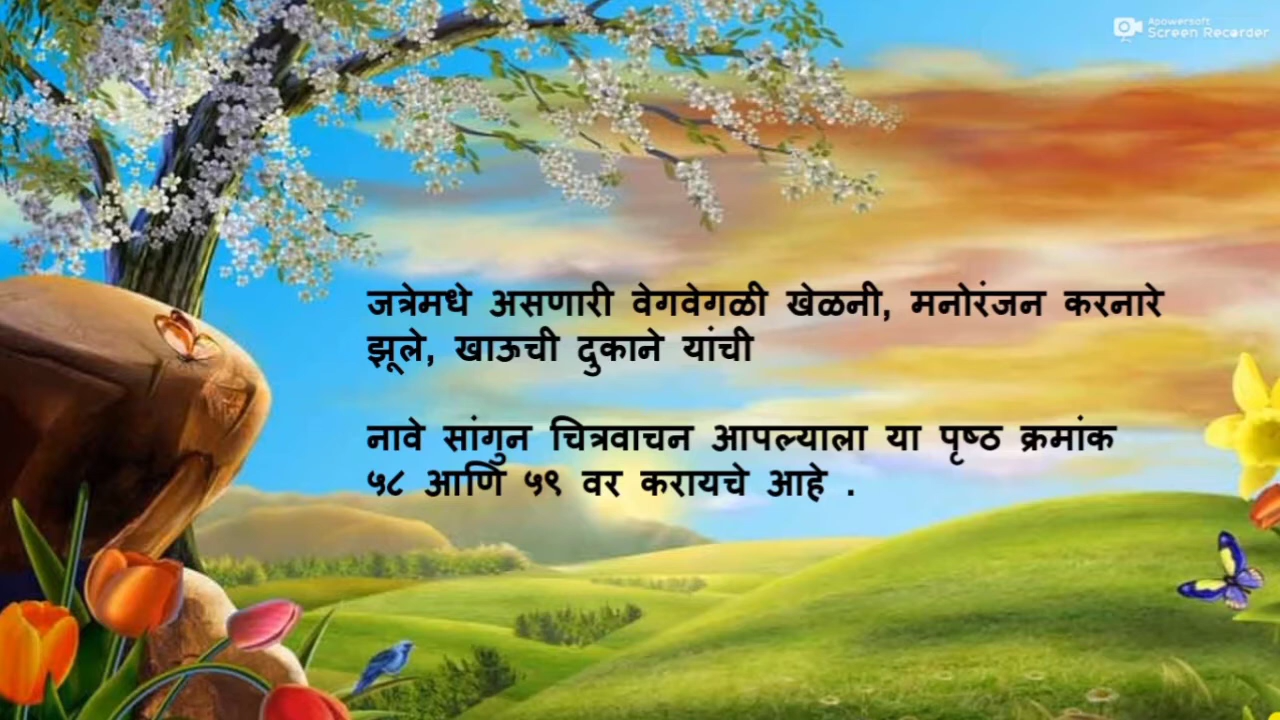 Apowersoft
Screen Recorder
जत्रेमधे असणारी वेगवेगळी खेळनी, मनोरंजन करनारे
झूले, खाऊची दुकाने यांची
नावे सांगुन चित्रवाचन आपल्याला या पृष्ठ क्रमांक
५८ आणि ५९ वर करायचे आहे .